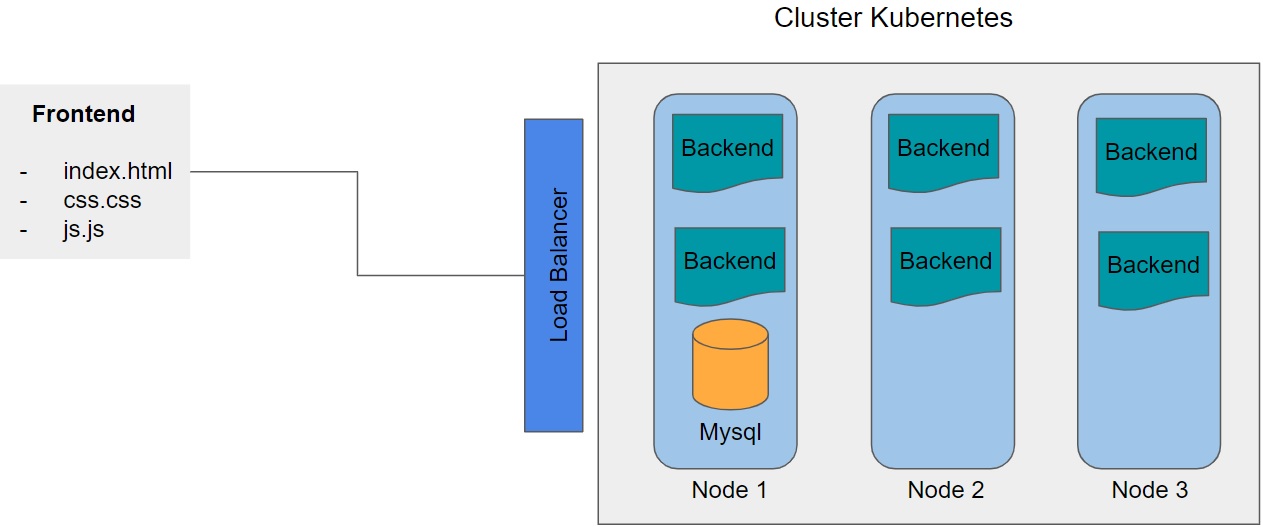 Cluster Kubernetes
Frontend
- index.html
- css.css
- js.js
Load Balancer
Backend
Backend
Mysql
Node 1
Backend
Backend
Node 2
Backend
Backend
Node 3